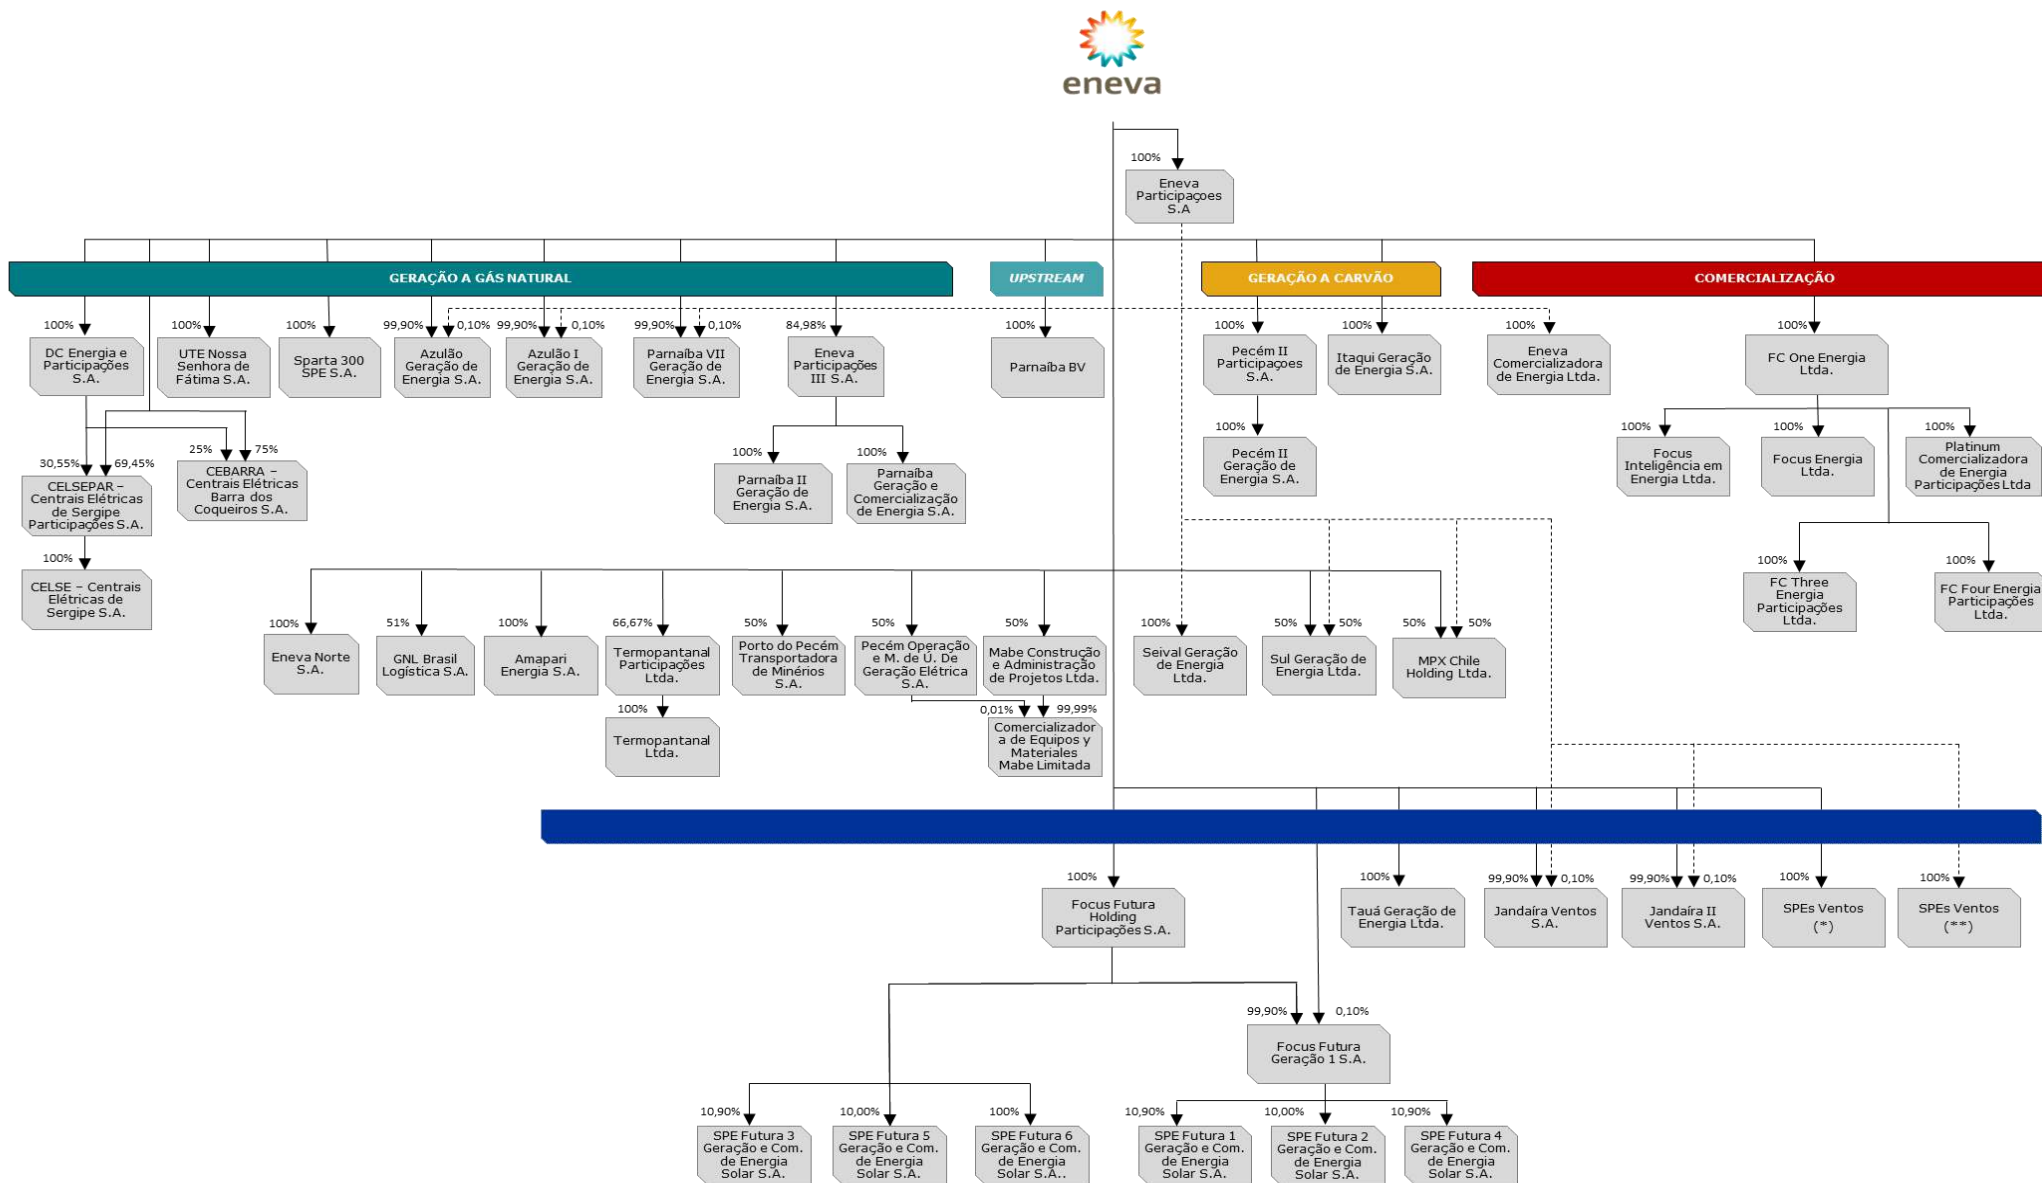 eneva
100%
Eneva
Participaçoes
S.A
GERAÇÃO A GÁS NATURAL
UPSTREAM
GERAÇÃO A CARVÃO
COMERCIALIZAÇÃO
100%
DC Energia e
Participações
S.A.
100%
UTE Nossa
Senhora de
Fátima S.A.
100%
Sparta 300
SPE S.A.
99,90%
0,10%
Azulão
Geração de
Energia S.A.
99,90%
0,10%
Azulão I
Geração de
Energia S.A.
99,90%
0,10%
Parnaíba VII
Geração de
Energia S.A.
84,98%
Eneva
Participações
III S.A.
100%
Parnaíba BV
100%
Pecém II
Participaçoes
S.A.
100%
Itaqui Geração
de Energia S.A.
100%
Eneva
Comercializadora
de Energia Ltda.
100%
FC One Energia
Ltda.
30,55%
69,45%
CELSEPAR –
Centrais Elétricas
de Sergipe
Participações S.A.
25%
75%
CEBARRA –
Centrais Elétricas
Barra dos
Coqueiros S.A.
100%
Parnaíba II
Geração de
Energia S.A.
100%
Parnaíba
Geração e
Comercialização
de Energia S.A.
100%
Pecém II
Geração de
Energia S.A.
100%
Focus
Inteligência em
Energia Ltda.
100%
Focus Energia
Ltda.
100%
Platinum
Comercializadora
de Energia
Participações Ltda
100%
CELSE – Centrais
Elétricas de
Sergipe S.A.
100%
FC Three
Energia
Participações
Ltda.
100%
FC Four Energia
Participações
Ltda.
100%
Eneva Norte
S.A.
51%
GNL Brasil
Logística S.A.
100%
Amapari
Energia S.A.
66,67%
Termopantanal
Participações
Ltda.
50%
Porto do Pecém
Transportadora
de Minérios
S.A.
50%
Pecém Operação
e M. de U. De
Geração Elétrica
S.A.
50%
Mabe Construção
e Administração
de Projetos Ltda.
100%
Seival Geração
de Energia
Ltda.
50%
50%
Sul Geração de
Energia Ltda.
50%
50%
MPX Chile
Holding Ltda.
100%
Termopantanal
Ltda.
0,01%
99,99%
Comercializador
a de Equipos y
Materiales
Mabe Limitada
100%
Focus Futura
Holding
Participações S.A.
100%
Tauá Geração de
Energia Ltda.
99,90%
0,10%
Jandaíra Ventos
S.A.
99,90%
0,10%
Jandaíra II
Ventos S.A.
100%
SPEs Ventos
(*)
100%
SPEs Ventos
(**)
99,90%
0,10%
Focus Futura
Geração 1 S.A.
10,90%
SPE Futura 3
Geração e Com.
de Energia
Solar S.A.
10,00%
SPE Futura 5
Geração e Com.
de Energia
Solar S.A.
100%
SPE Futura 6
Geração e Com.
de Energia
Solar S.A..
10,90%
SPE Futura 1
Geração e Com.
de Energia
Solar S.A.
10,00%
SPE Futura 2
Geração e Com.
de Energia
Solar S.A.
10,90%
SPE Futura 4
Geração e Com.
de Energia
Solar S.A.